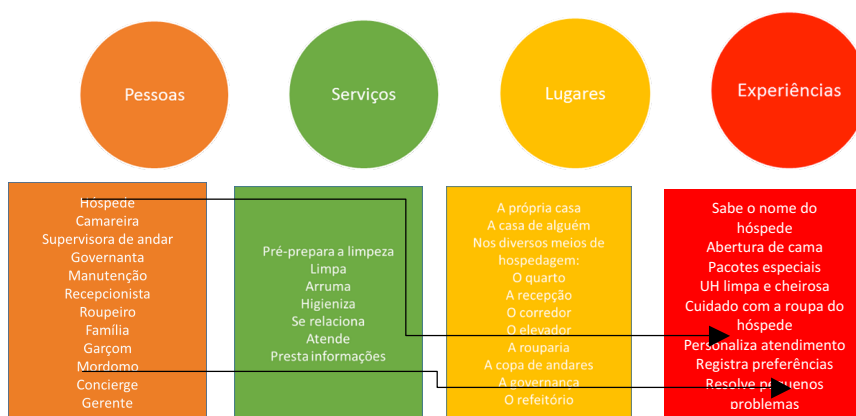 Pessoas
Serviços
Lugares
Experiências
Hóspede
Camareira
Supervisora de andar
Governanta
Manutenção
Recepcionista
Roupeiro
Família
Garçom
Mordomo
Concierge
Gerente
Pré-prepara a limpeza
Limpa
Arruma
Higieniza
Se relaciona
Atende
Presta informações
A própria casa
A casa de alguém
Nos diversos meios de
hospedagem:
O quarto
A recepção
O corredor
O elevador
A rouparia
A copa de andares
A governança
O refeitório
Sabe o nome do
hóspede
Abertura de cama
Pacotes especiais
UH limpa e cheirosa
Cuidado com a roupa do
hóspede
Personaliza atendimento
Registra preferências
Resolve pequenos
problemas